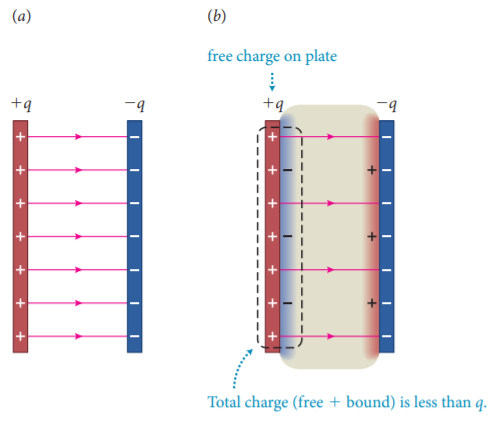 (a)
(b)
free charge on plate
+q
−q
+q
−q
+ −
+ −
+ −
+ −
+ −
+ −
+ −
+ −
+ − + −
+ −
+ − + −
+ −
+ − + −
+ −
Total charge (free + bound) is less than q.